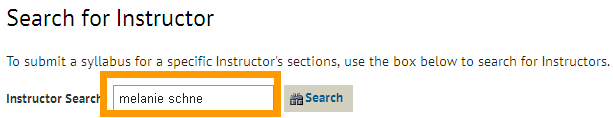 Search for Instructor
To submit a syllabus for a specific Instructor's sections, use the box below to search for Instructors.
Instructor Search melanie schne Search